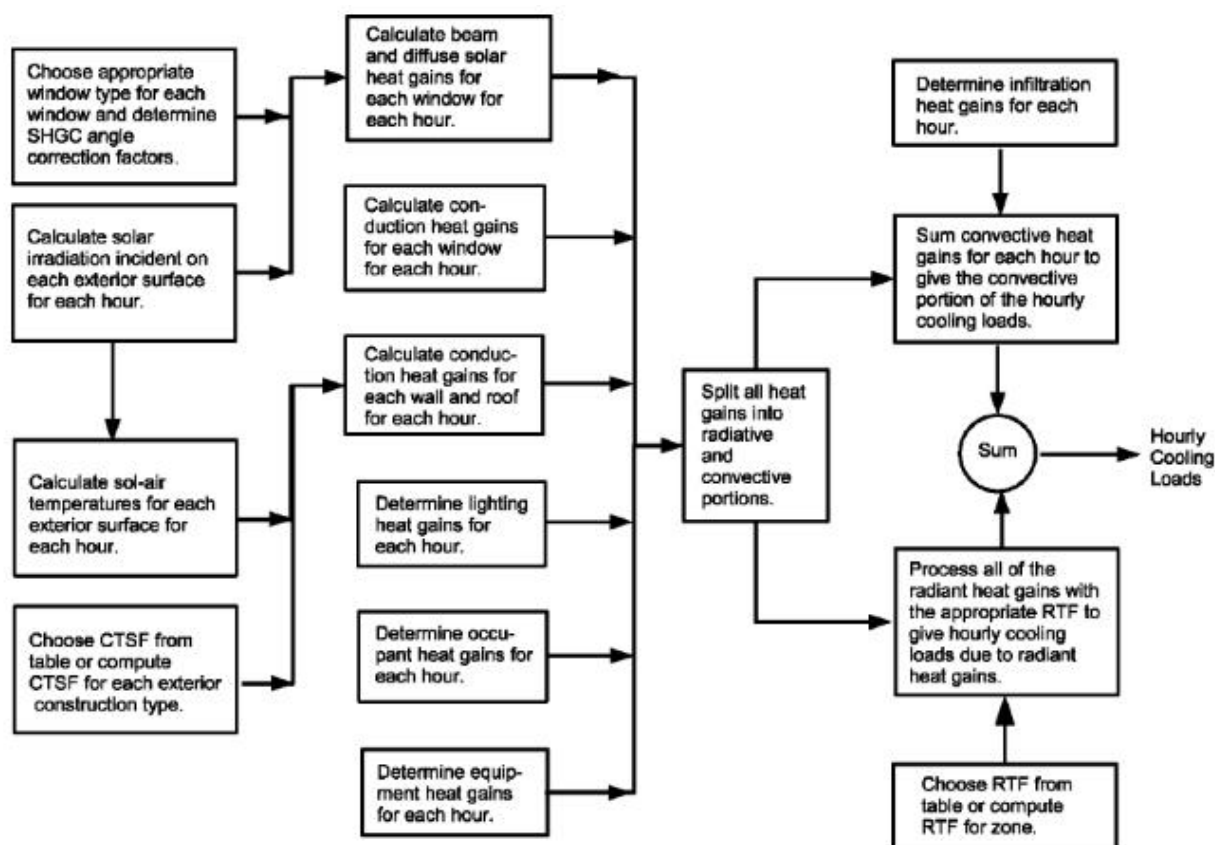 Choose appropriate
window type for each
window and determine
SHGC angle
correction factors.
Calculate solar
irradiation incident on
each exterior surface
for each hour.
Calculate sol-air
temperatures for each
exterior surface for
each hour.
Choose CTSF from
table or compute
CTSF for each exterior
construction type.
Calculate beam
and diffuse solar
heat gains for
each window for
each hour.
Calculate con-
duction heat gains
for each window
for each hour.
Calculate conduc-
tion heat gains for
each wall and roof
for each hour.
Determine lighting
heat gains for
each hour.
Determine occu-
pant heat gains for
each hour.
Determine equip-
ment heat gains
for each hour.
Split all heat
gains into
radiative
and
convective
portions.
Determine infiltration
heat gains for each
hour.
Sum convective heat
gains for each hour to
give the convective
portion of the hourly
cooling loads.
Sum
Hourly
Cooling
Loads
Process all of the
radiant heat gains with
the appropriate RTF to
give hourly cooling
loads due to radiant
heat gains.
Choose RTF from
table or compute
RTF for zone.